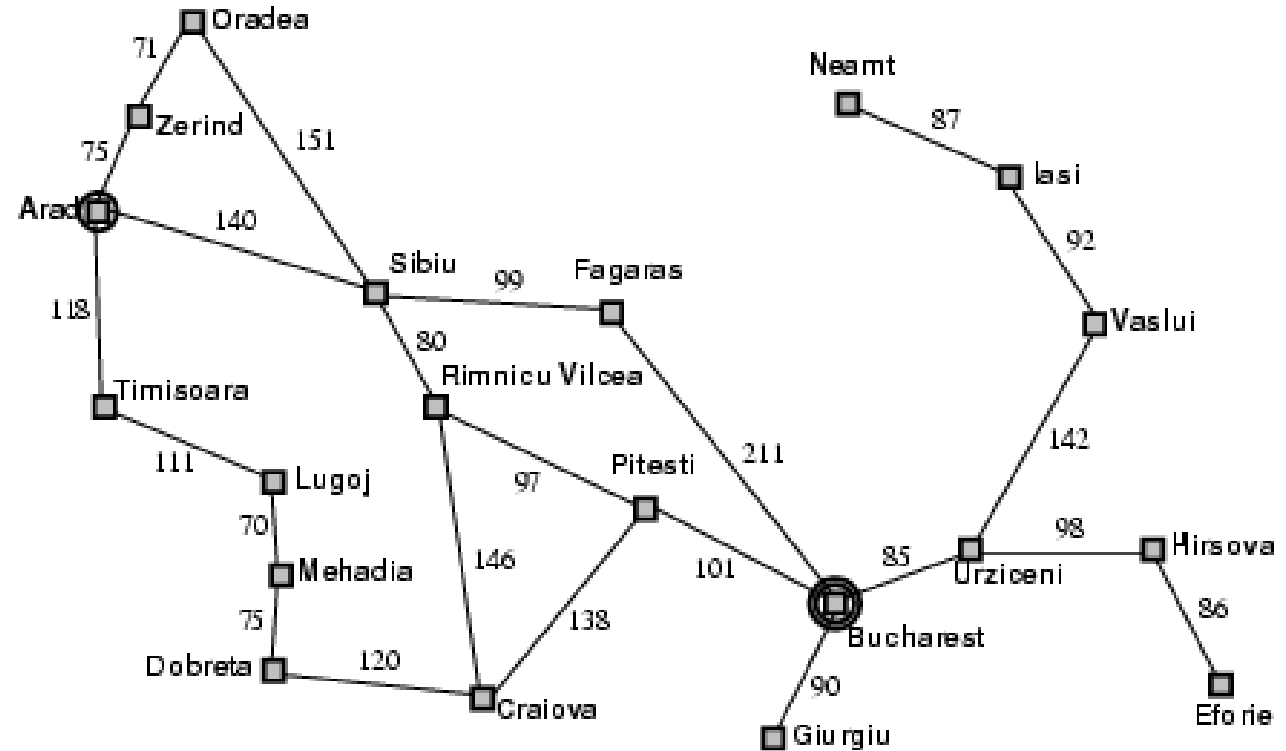 Oradea
71
Neamt
87
Zerind
151
75
Iasi
Arad
140
92
Sibiu
Fagaras
99
118
Vaslui
80
Timisoara
Rimnicu Vilcea
142
211
111
Pitesti
Lugoj
97
70
98
Hirsova
146
101
85
Urziceni
Mehadia
86
75
138
Bucharest
Dobreta
120
90
Craiova
Eforie
Giurgiu